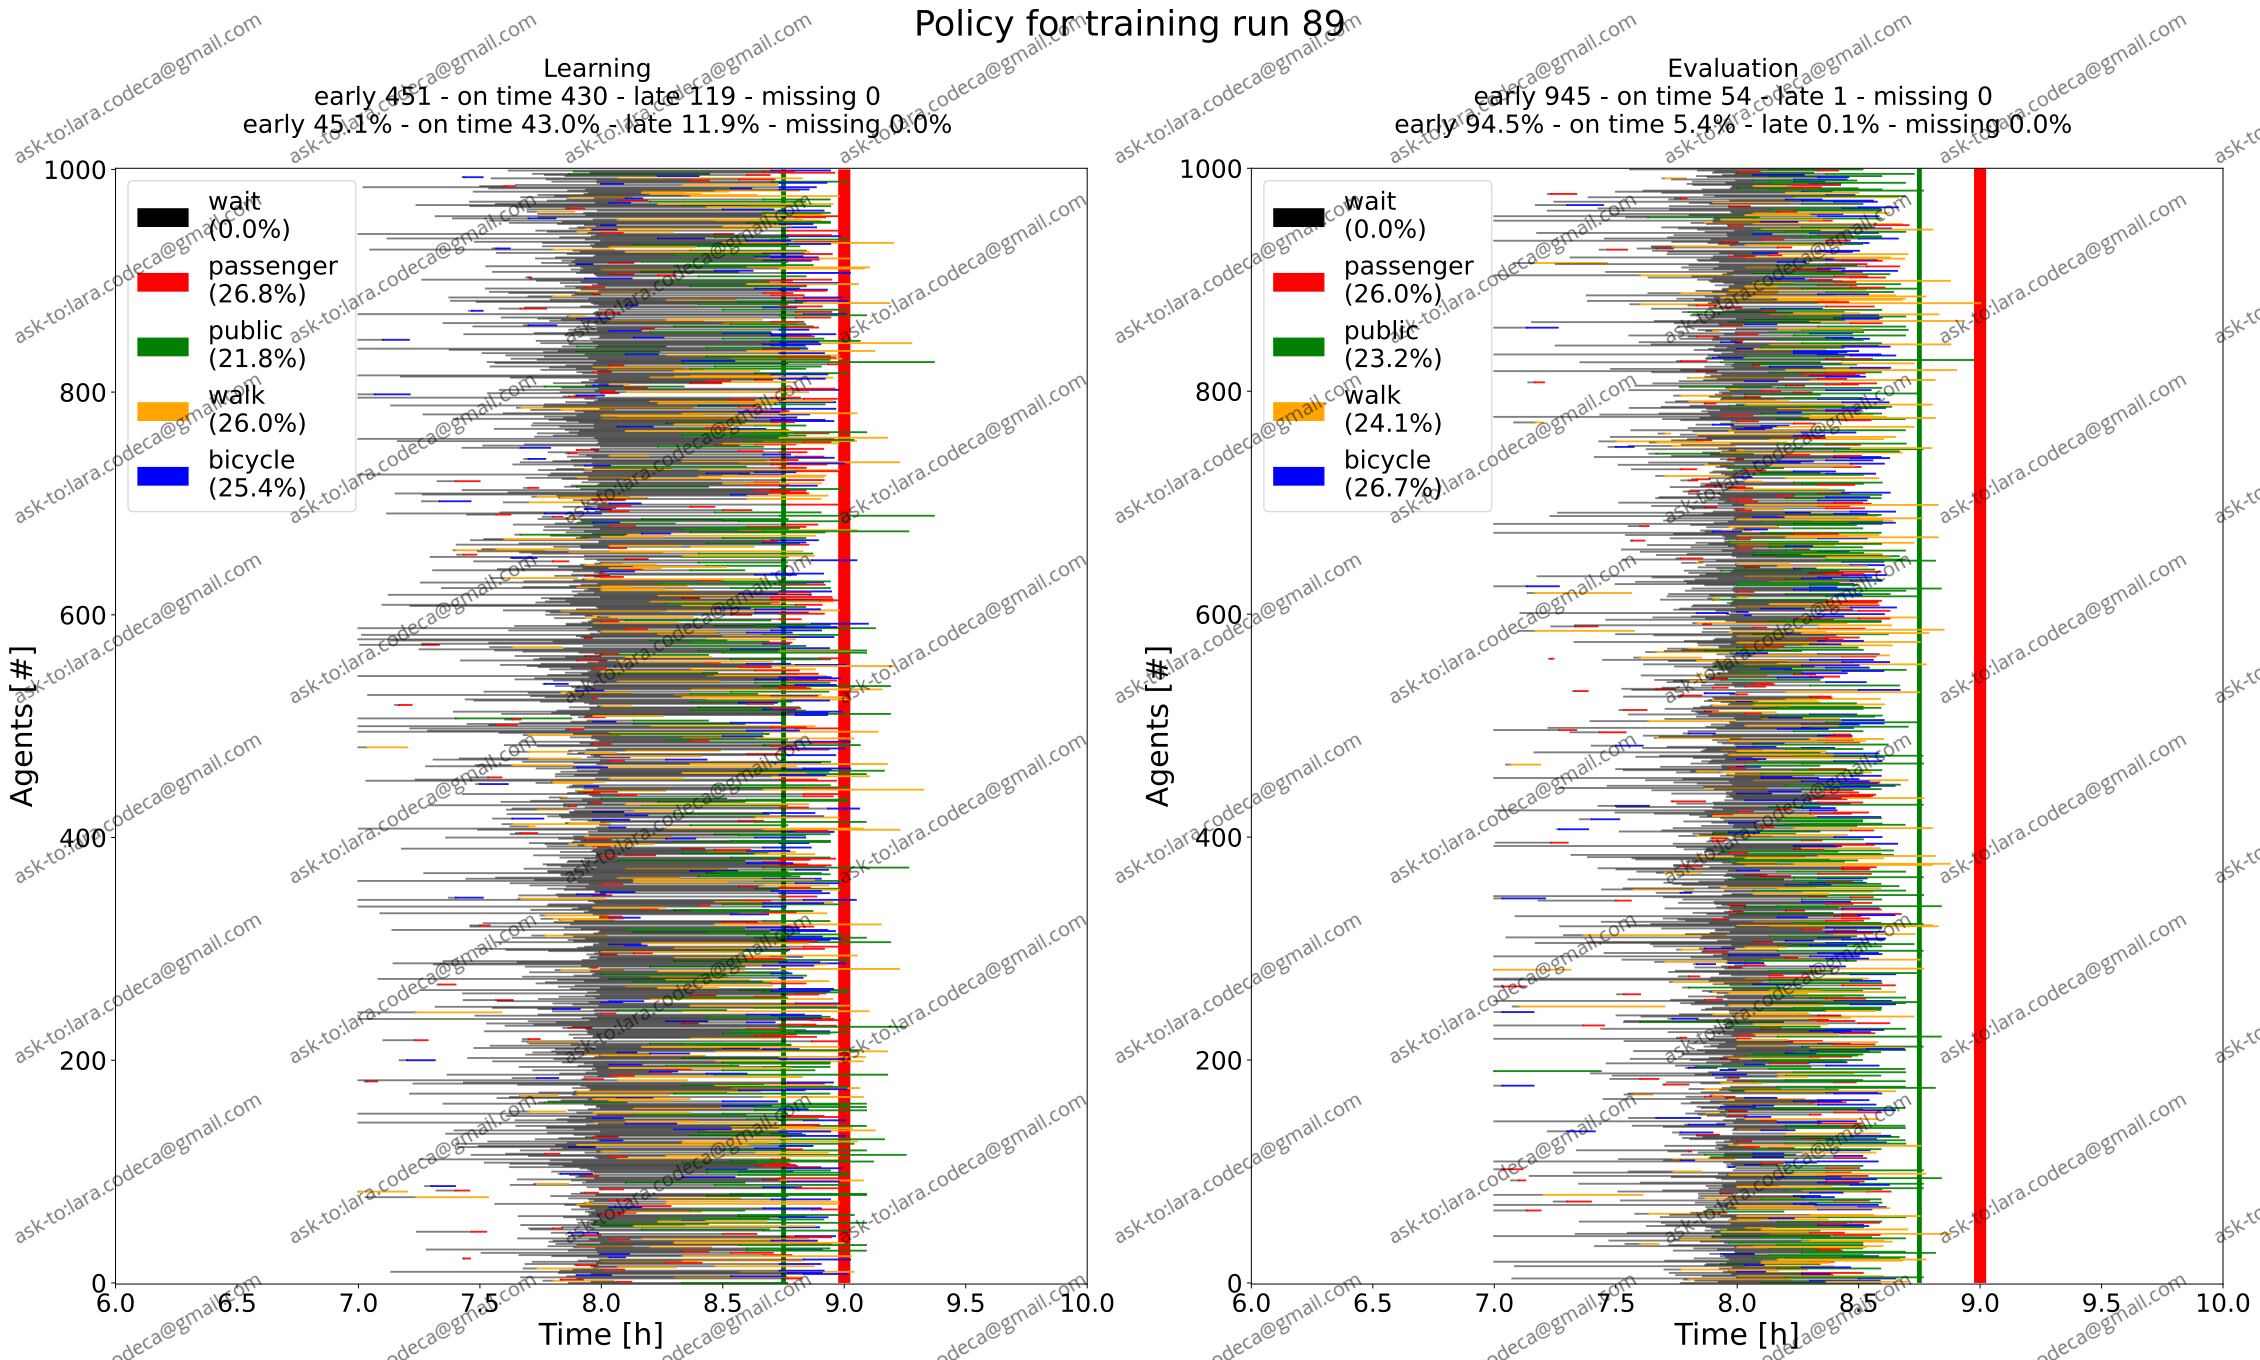 Policy for training run 89
Learning
early 451 - on time 430 - late 119 - missing 0
early 45.1% - on time 43.0% - late 11.9% - missing 0.0%
1000
800
600
400
200
0
Agents [#]
wait
(0.0%)
passenger
(26.8%)
public
(21.8%)
walk
(26.0%)
bicycle
(25.4%)
6.0 6.5 7.0 7.5 8.0 8.5 9.0 9.5 10.0
Time [h]
Evaluation
early 945 - on time 54 - late 1 - missing 0
early 94.5% - on time 5.4% - late 0.1% - missing 0.0%
1000
800
600
400
200
0
Agents [#]
wait
(0.0%)
passenger
(26.0%)
public
(23.2%)
walk
(24.1%)
bicycle
(26.7%)
6.0 6.5 7.0 7.5 8.0 8.5 9.0 9.5 10.0
Time [h]
ask-to:lara.codeca@gmail.com